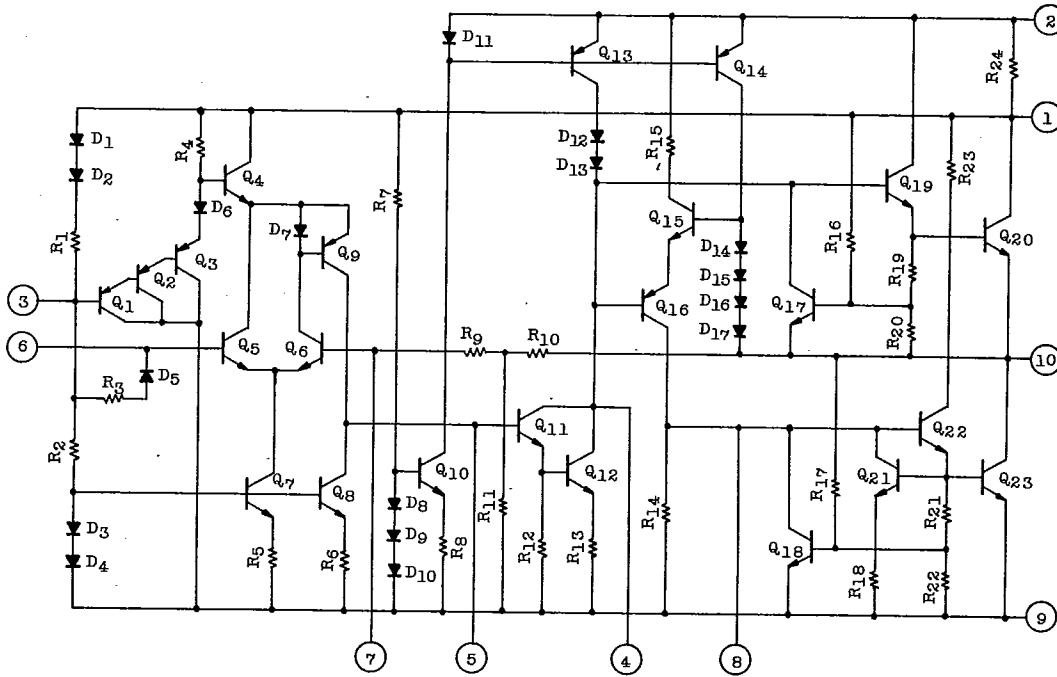 D11
Q13
Q14
2
R24
1
D1
R4
D12
R15
R23
D2
Q4
D13
Q19
D6
R7
Q15
R1
D7
Q9
R16
Q20
Q3
D14
Q2
R19
D15
3
Q1
Q16
D16
Q17
R20
D17
6
Q5
Q6
R9
R10
10
D5
R3
Q11
Q22
R2
Q10
Q12
R17
Q21
Q23
Q7
Q8
R14
R21
D3
D8
R11
D9
R8
R12
R13
Q18
D4
R5
R6
D10
R18
R22
9
7
5
4
8